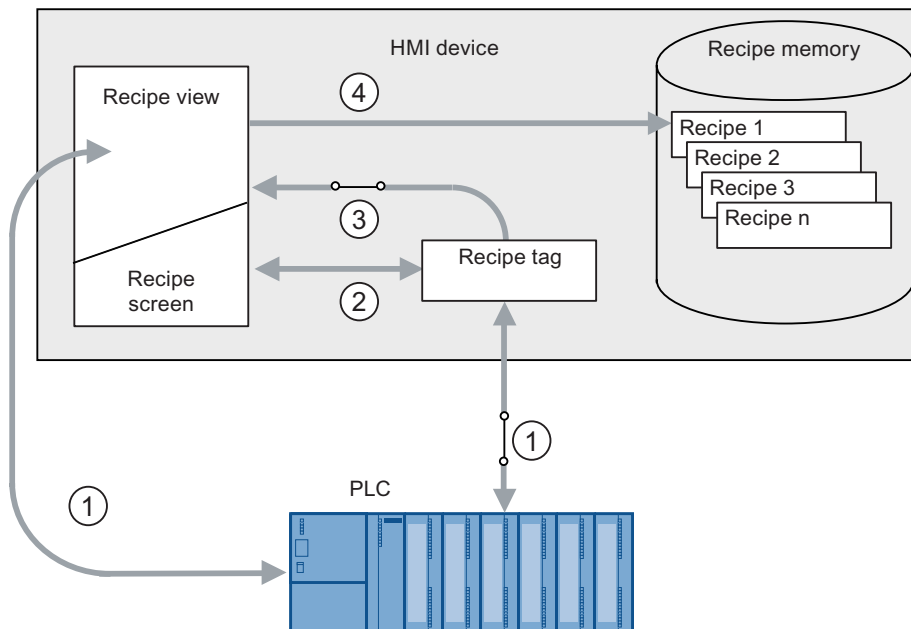 HMI device
Recipe memory
Recipe view
4
Recipe 1
Recipe 2
Recipe 3
Recipe n
3
Recipe tag
Recipe
screen
2
1
PLC
1